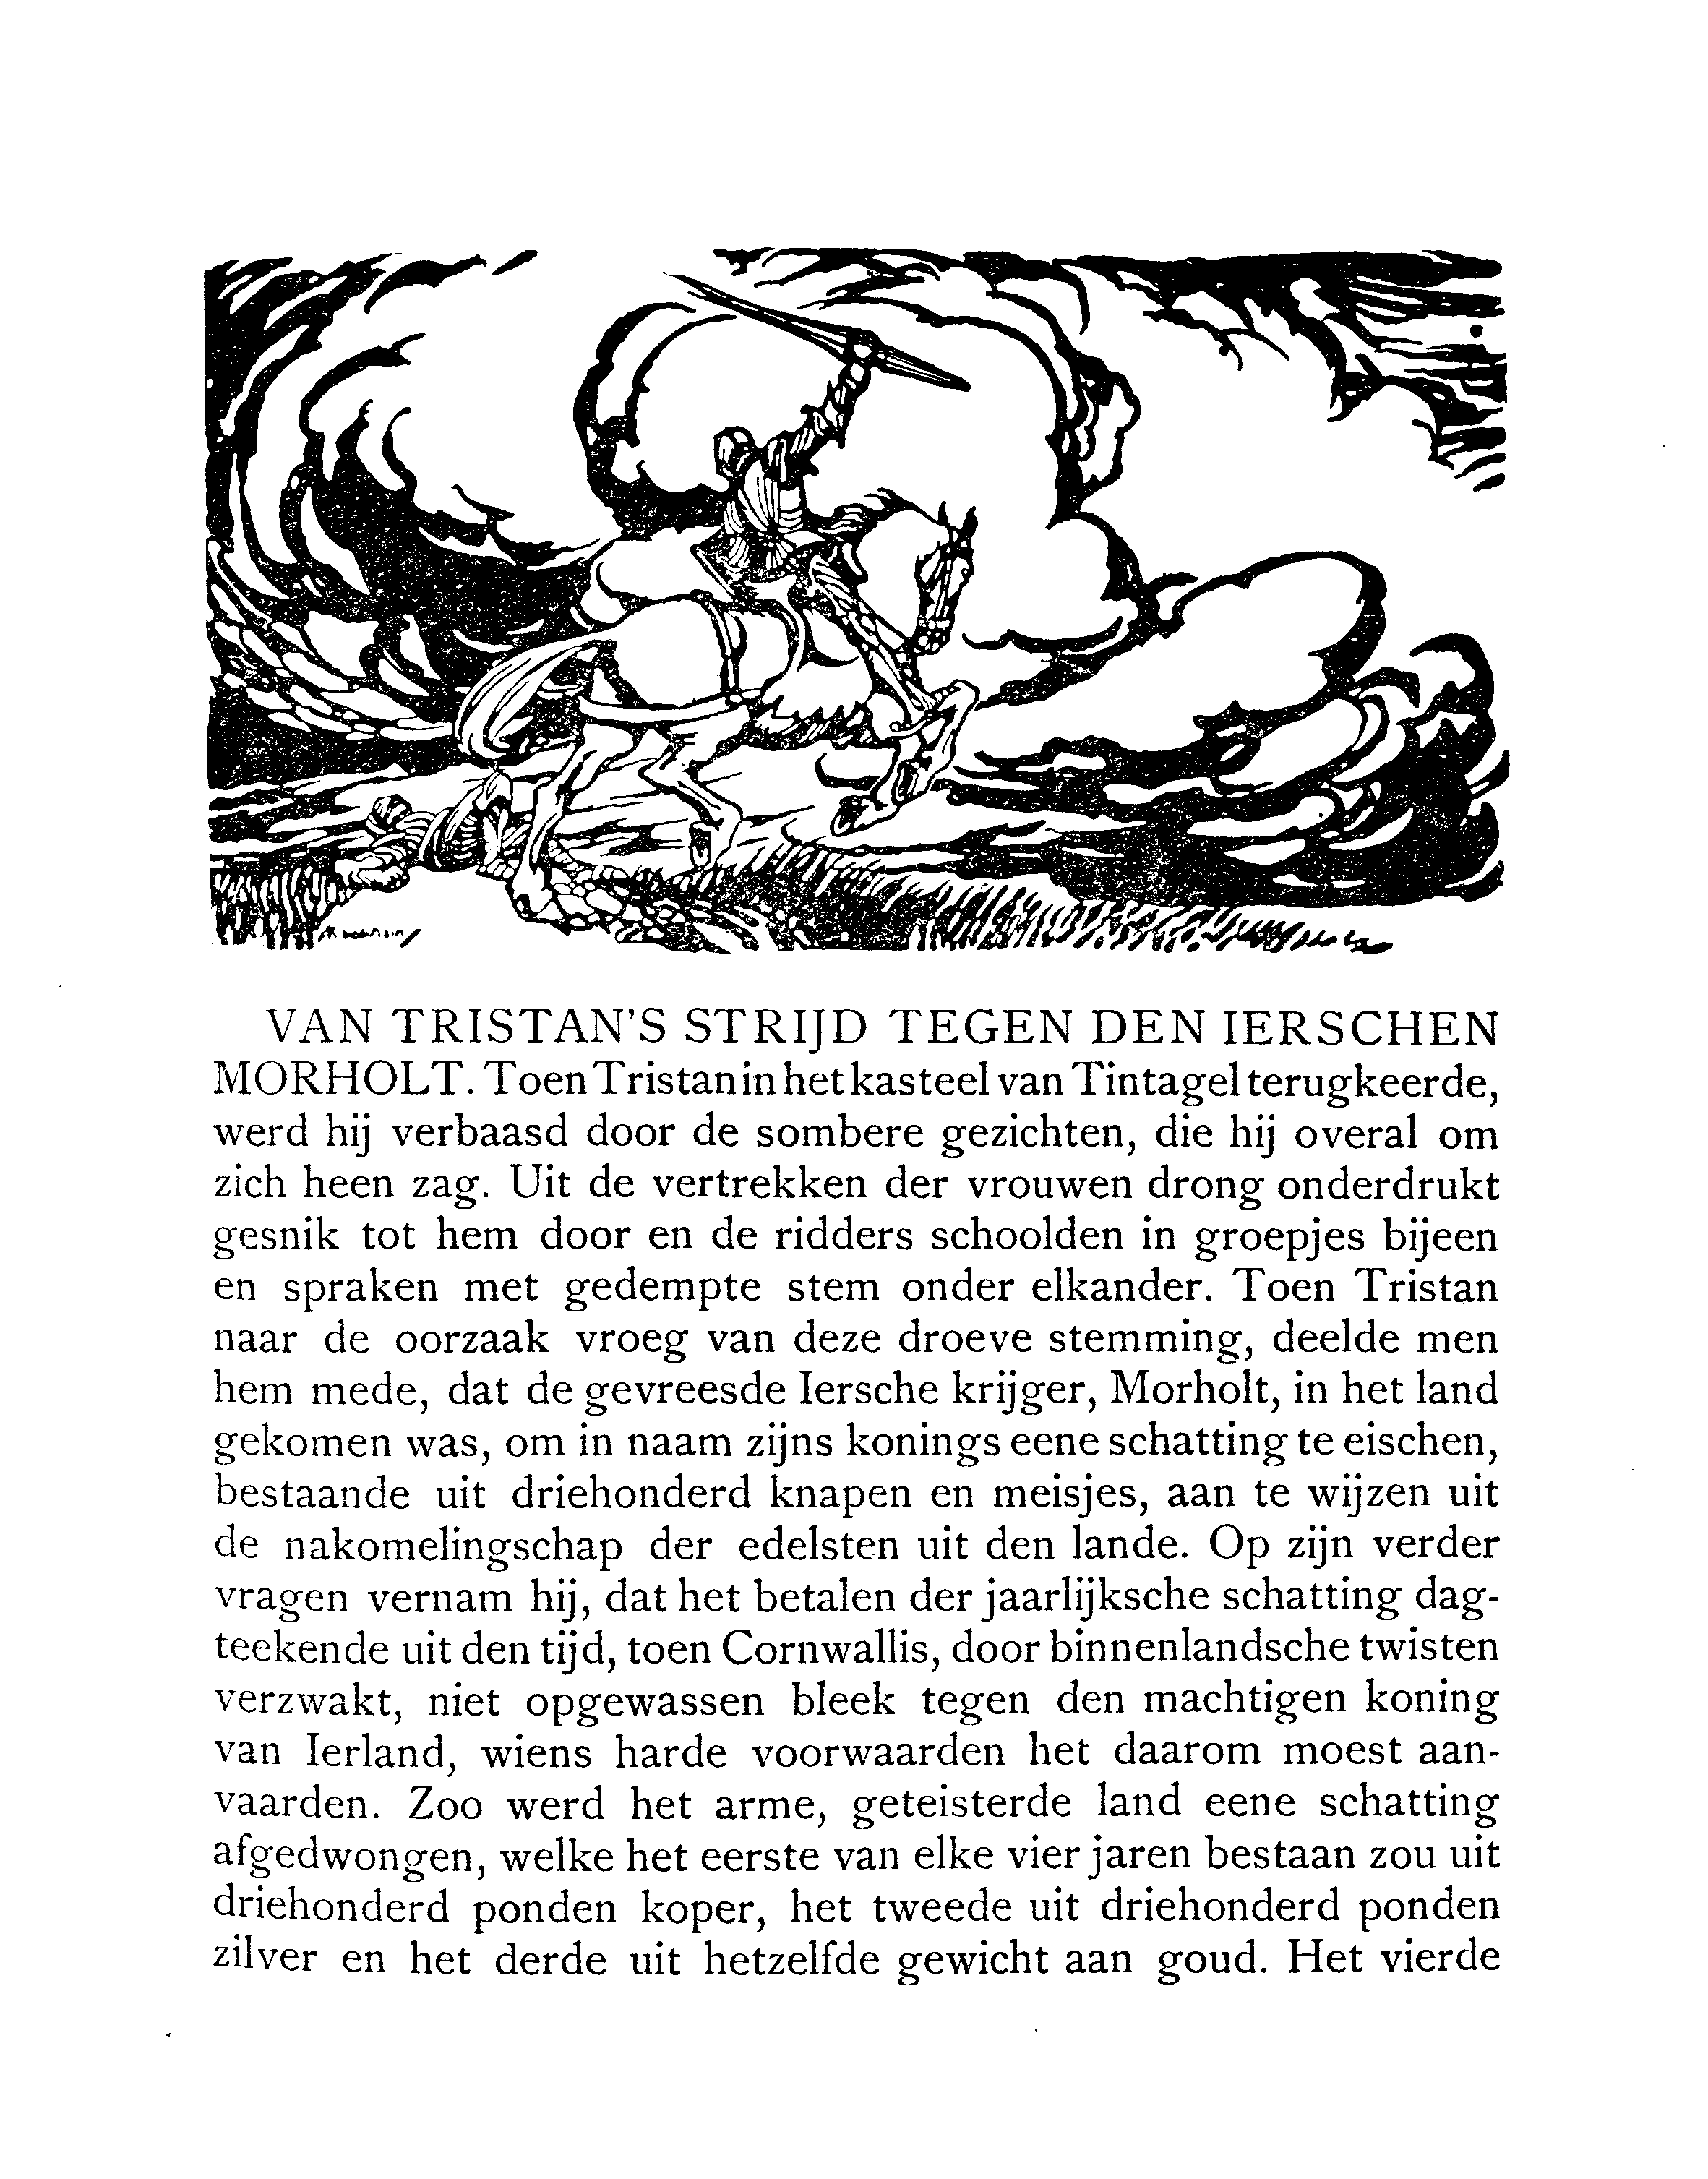 VAN TRISTAN'S STRIJD TEGEN DEN IERSCHEN
MORHOLT. Toen Tristan in het kasteel van Tintagel terugkeerde,
werd hij verbaasd door de sombere gezichten, die hij overal om
zich heen zag. Uit de vertrekken der vrouwen drong onderdrukt
gesnik tot hem door en de ridders schoolden in groepjes bijeen
en spraken met gedempte stem onder elkander. Toen Tristan
naar de oorzaak vroeg van deze droeve stemming, deelde men
hem mede, dat de gevreesde Iersche krijger, Morholt, in het land
gekomen was, om in naam zijns konings eene schatting te eischen,
bestaande uit driehonderd knapen en meisjes, aan te wijzen uit
de nakomelingschap der edelsten uit den lande. Op zijn verder
vragen vernam hij, dat het betalen der jaarlijksche schatting dag-
teekende uit den tijd, toen Cornwallis, door binnenlandsche twisten
verzwakt, niet opgewassen bleek tegen den machtigen koning
van Ierland, wiens harde voorwaarden het daarom moest aan-
vaarden. Zoo werd het arme, geteisterde land eene schatting
afgedwongen, welke het eerste van elke vier jaren bestaan zou uit
driehonderd ponden koper, het tweede uit driehonderd ponden
zilver en het derde uit hetzelfde gewicht aan goud. Het vierde